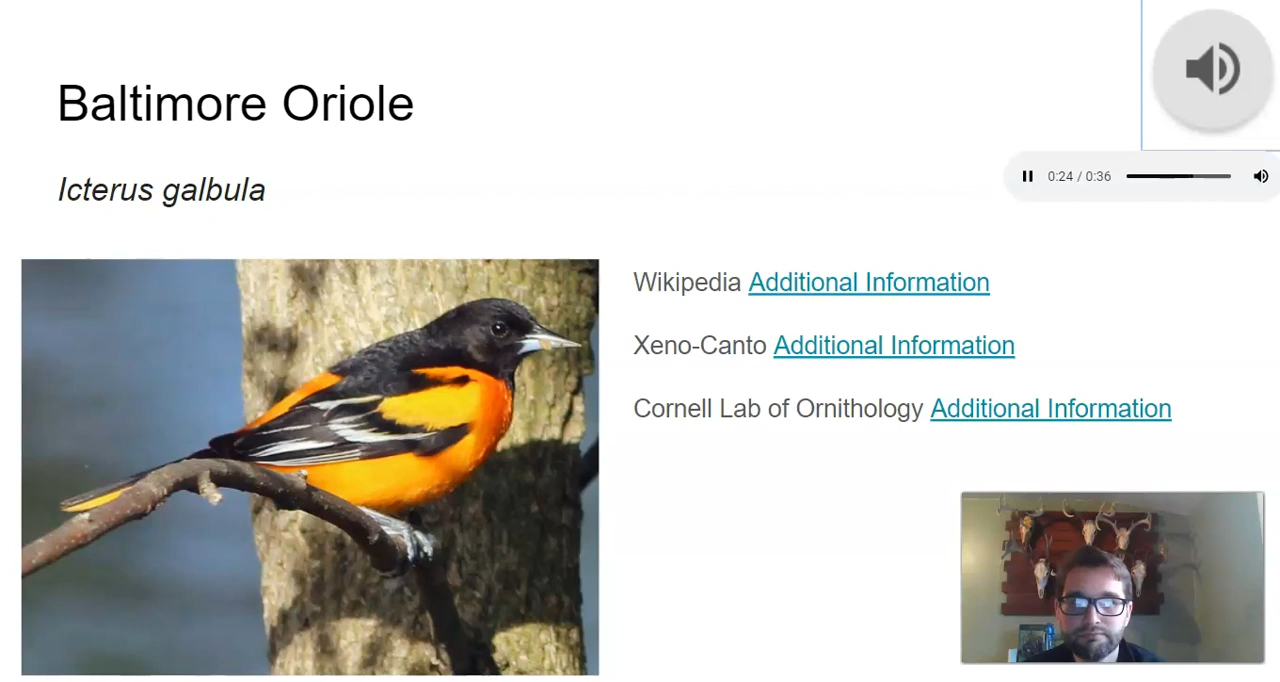 Baltimore Oriole
Icterus galbula
0:24 / 0:36
Wikipedia Additional Information
Xeno-Canto Additional Information
Cornell Lab of Ornithology Additional Information